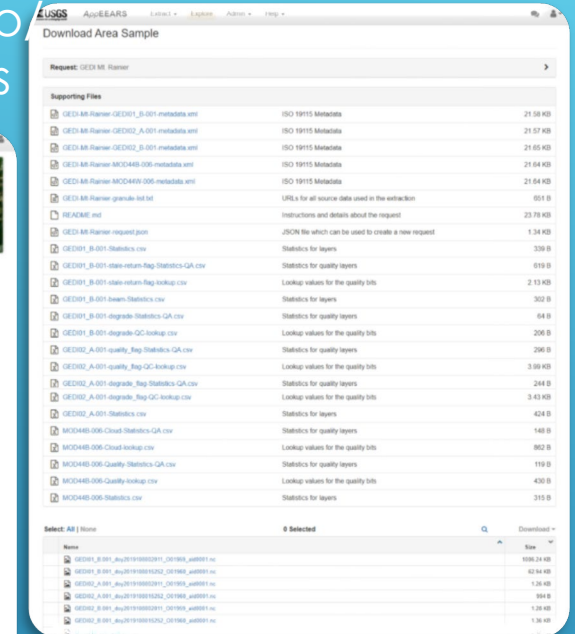 USGS AppEEARS Extract Explore Admin Help
Download Area Sample
Request: GEDI Mt. Rainier
Supporting Files
GEDI-Mt-Rainier-GEDI01_B-001-metadata.xml ISO 19115 Metadata 21.58 KB
GEDI-Mt-Rainier-GEDI02_A-001-metadata.xml ISO 19115 Metadata 21.57 KB
GEDI-Mt-Rainier-GEDI02_B-001-metadata.xml ISO 19115 Metadata 21.65 KB
GEDI-Mt-Rainier-MOD44B-006-metadata.xml ISO 19115 Metadata 21.64 KB
GEDI-Mt-Rainier-MOD44W-006-metadata.xml ISO 19115 Metadata 21.64 KB
GEDI-Mt-Rainier-granule-list.txt URLs for all source data used in the extraction 651 B
README.md Instructions and details about the request 23.78 KB
GEDI-Mt-Rainier-request.json JSON file which can be used to create a new request 1.34 KB
GEDI01_B-001-Statistics.csv Statistics for layers 339 B
GEDI01_B-001-stale-return-flag-Statistics-QA.csv Statistics for quality layers 619 B
GEDI01_B-001-stale-return-flag-lookup.csv Lookup values for the quality bits 2.13 KB
GEDI01_B-001-beam-Statistics.csv Statistics for layers 302 B
GEDI01_B-001-degrade-Statistics-QA.csv Statistics for quality layers 64 B
GEDI01_B-001-degrade-QC-lookup.csv Lookup values for the quality bits 206 B
GEDI02_A-001-quality_flag-Statistics-QA.csv Statistics for quality layers 296 B
GEDI02_A-001-quality_flag-QC-lookup.csv Lookup values for the quality bits 3.99 KB
GEDI02_A-001-degrade_flag-Statistics-QA.csv Statistics for quality layers 244 B
GEDI02_A-001-degrade_flag-QC-lookup.csv Lookup values for the quality bits 3.43 KB
GEDI02_A-001-Statistics.csv Statistics for layers 424 B
MOD44B-006-Cloud-Statistics-QA.csv Statistics for quality layers 148 B
MOD44B-006-Cloud-lookup.csv Lookup values for the quality bits 862 B
MOD44B-006-Quality-Statistics-QA.csv Statistics for quality layers 119 B
MOD44B-006-Quality-lookup.csv Lookup values for the quality bits 430 B
MOD44B-006-Statistics.csv Statistics for layers 315 B
Select: All | None 0 Selected Download
Name Size
1.26 KB
1.28 KB
1.36 KB